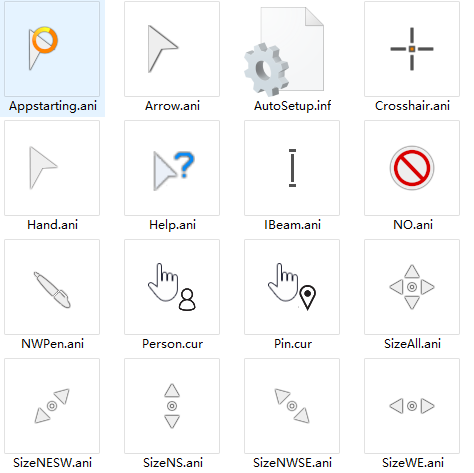 Appstarting.ani
Arrow.ani
AutoSetup.inf
Crosshair.ani
Hand.ani
Help.ani
IBeam.ani
NO.ani
NWPen.ani
Person.cur
Pin.cur
SizeAll.ani
SizeNESW.ani
SizeNS.ani
SizeNWSE.ani
SizeWE.ani